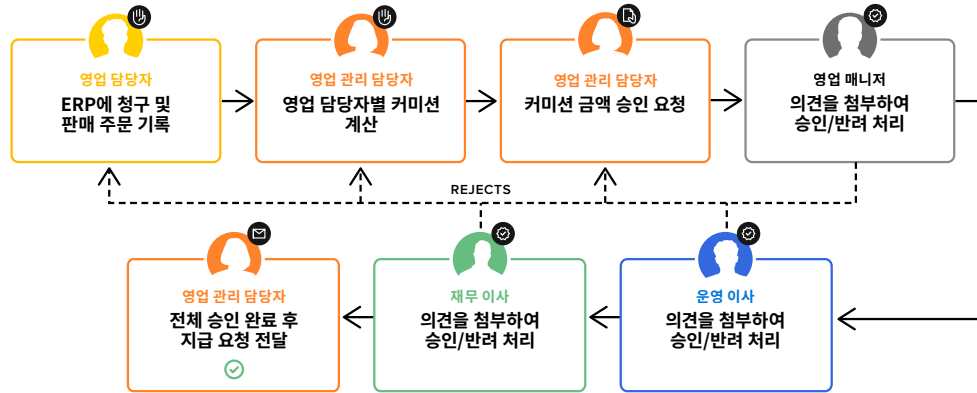 영업 담당자
ERP에 청구 및
판매 주문 기록
영업 관리 담당자
영업 담당자별 커미션
계산
영업 관리 담당자
커미션 금액 승인 요청
영업 매니저
의견을 첨부하여
승인/반려 처리
REJECTS
영업 관리 담당자
전체 승인 완료 후
지급 요청 전달
재무 이사
의견을 첨부하여
승인/반려 처리
운영 이사
의견을 첨부하여
승인/반려 처리